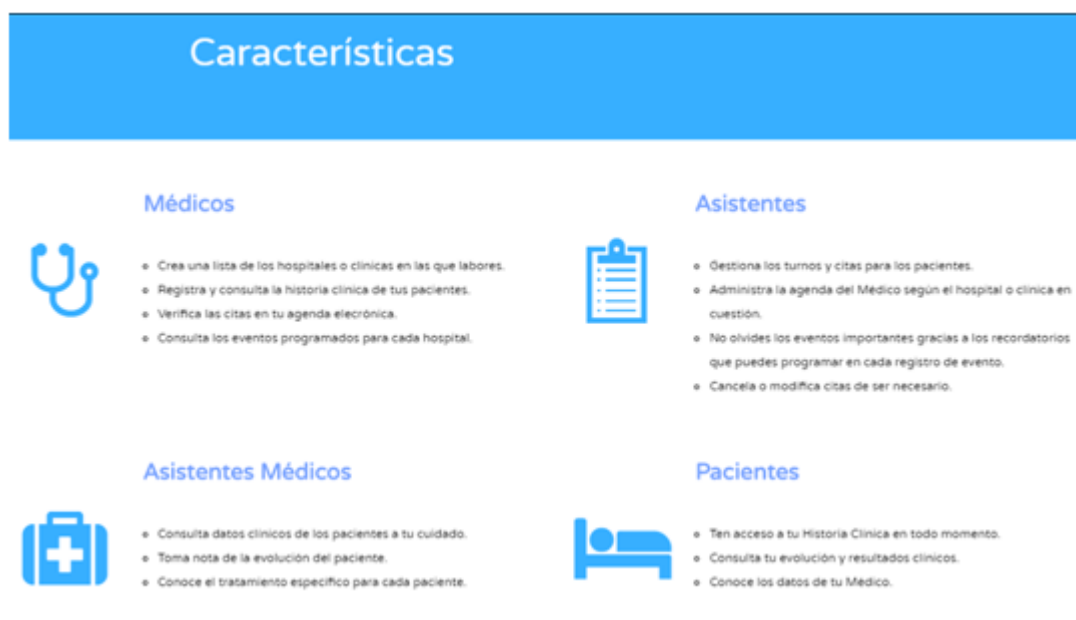 Características
Médicos
Crea una lista de los hospitales o clínicas en las que labores.
Registra y consulta la historia clínica de tus pacientes.
Verifica las citas en tu agenda elecrónica.
Consulta los eventos programados para cada hospital.
Asistentes
Gestiona los turnos y citas para los pacientes.
Administra la agenda del Médico según el hospital o clínica en
cuestión.
No olvides los eventos importantes gracias a los recordatorios
que puedes programar en cada registro de evento.
Cancela o modifica citas de ser necesario.
Asistentes Médicos
Consulta datos clínicos de los pacientes a tu cuidado.
Toma nota de la evolución del paciente.
Conoce el tratamiento específico para cada paciente.
Pacientes
Ten acceso a tu Historia Clínica en todo momento.
Consulta tu evolución y resultados clínicos.
Conoce los datos de tu Médico.